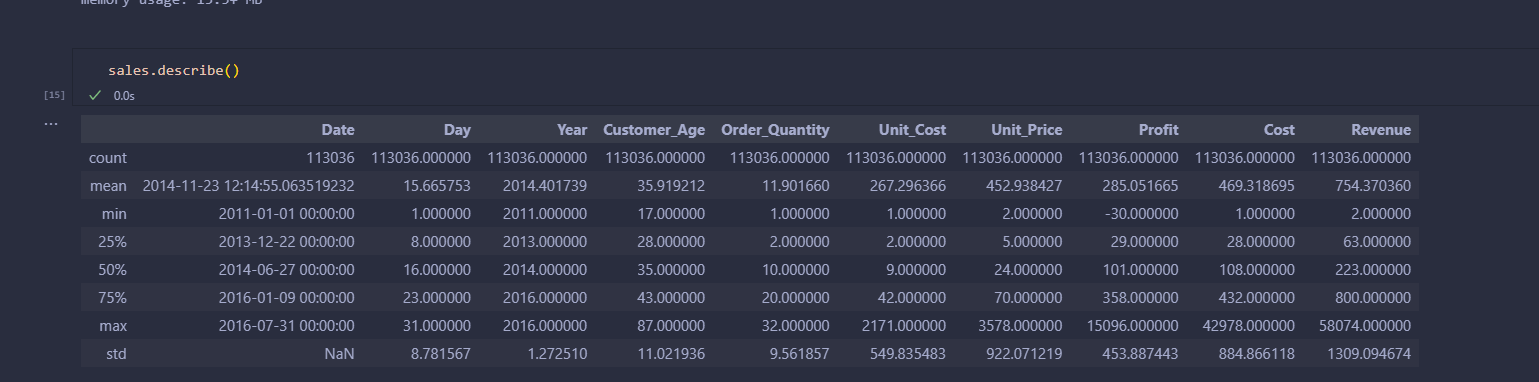 memory usage: 15.5+ MB
sales.describe()
[15]
0.0s
...
Date Day Year Customer_Age Order_Quantity Unit_Cost Unit_Price Profit Cost Revenue
count 113036 113036.000000 113036.000000 113036.000000 113036.000000 113036.000000 113036.000000 113036.000000 113036.000000 113036.000000
mean 2014-11-23 12:14:55.063519232 15.665753 2014.401739 35.919212 11.901660 267.296366 452.938427 285.051665 469.318695 754.370360
min 2011-01-01 00:00:00 1.000000 2011.000000 17.000000 1.000000 1.000000 2.000000 -30.000000 1.000000 2.000000
25% 2013-12-22 00:00:00 8.000000 2013.000000 28.000000 2.000000 2.000000 5.000000 29.000000 28.000000 63.000000
50% 2014-06-27 00:00:00 16.000000 2014.000000 35.000000 10.000000 9.000000 24.000000 101.000000 108.000000 223.000000
75% 2016-01-09 00:00:00 23.000000 2016.000000 43.000000 20.000000 42.000000 70.000000 358.000000 432.000000 800.000000
max 2016-07-31 00:00:00 31.000000 2016.000000 87.000000 32.000000 2171.000000 3578.000000 15096.000000 42978.000000 58074.000000
std NaN 8.781567 1.272510 11.021936 9.561857 549.835483 922.071219 453.887443 884.866118 1309.094674